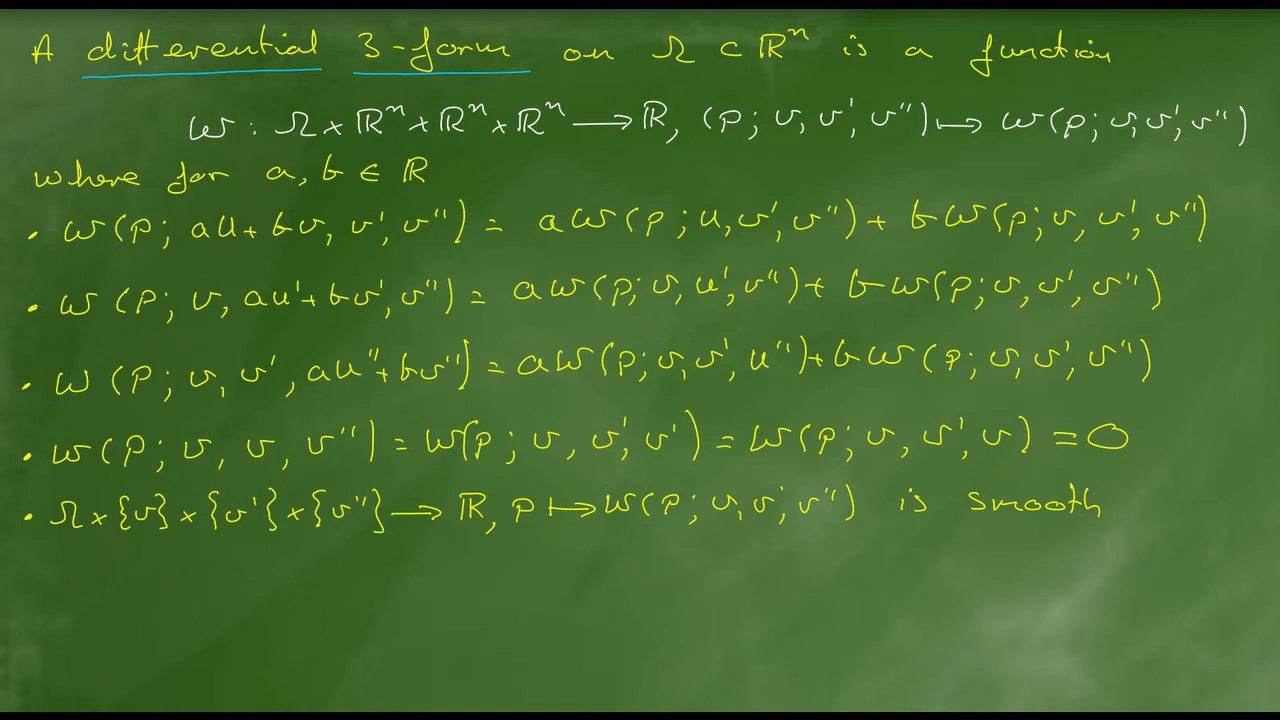 A differential 3-form on Ω ⊂ ℝⁿ is a function
ω : Ω × ℝⁿ × ℝⁿ × ℝⁿ ⟶ ℝ, (p; v, v', v'') ⟼ ω(p; v, v', v'')
where for a, b ∈ ℝ
• ω(p; au + bv, v', v'') = aω(p; u, v', v'') + bω(p; v, v', v'')
• ω(p; v, au' + bv', v'') = aω(p; v, u', v'') + bω(p; v, v', v'')
• ω(p; v, v', au'' + bv'') = aω(p; v, v', u'') + bω(p; v, v', v'')
• ω(p; v, v, v'') = ω(p; v, v', v') = ω(p; v, v', v) = 0
• Ω × {v} × {v'} × {v''} ⟶ ℝ, p ⟼ ω(p; v, v', v'') is smooth